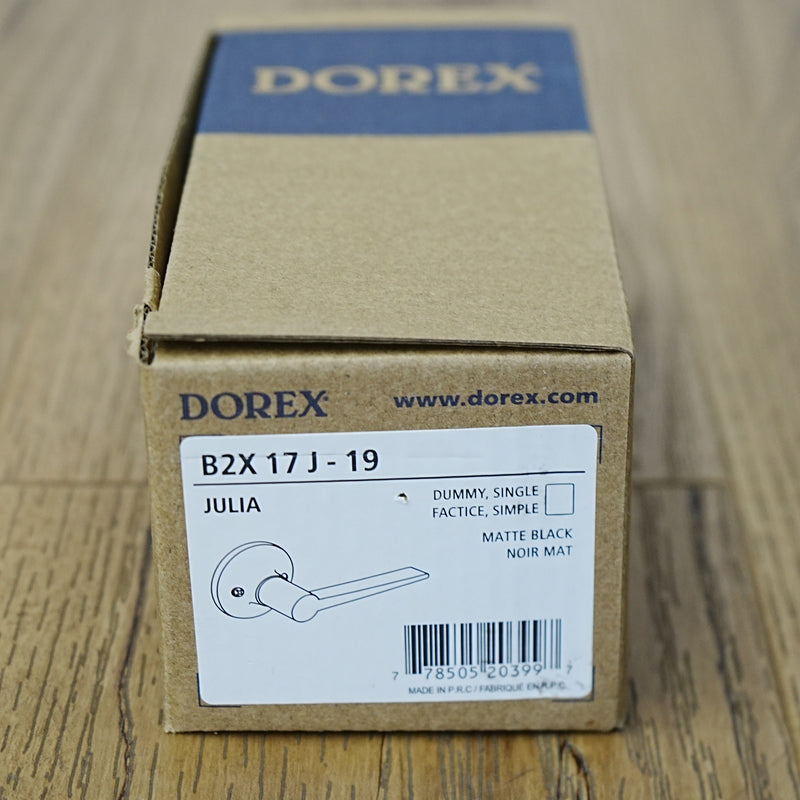 DOREX
DOREX www.dorex.com
B2X 17 J - 19
JULIA
DUMMY, SINGLE
FACTICE, SIMPLE
MATTE BLACK
NOIR MAT
7 78505 20399 7
MADE IN P.R.C / FABRIQUÉ EN R.P.C.